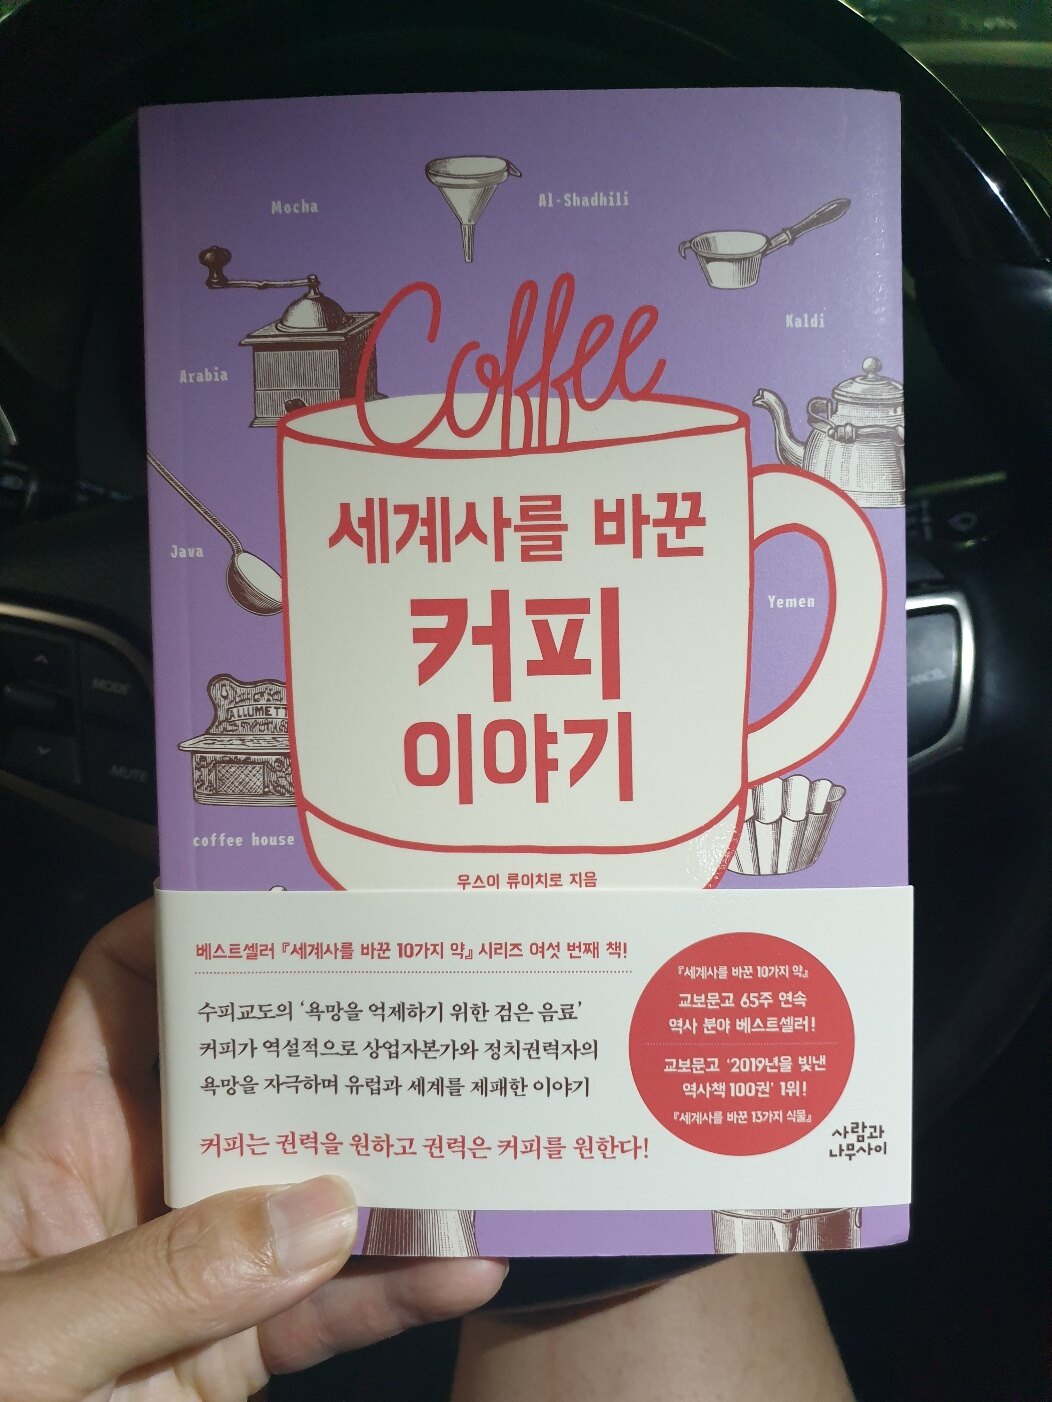 Mocha
Al-Shadhili
Kaldi
Arabia
Coffee
세계사를 바꾼
커피
이야기
Java
Yemen
ALLUMETT
coffee house
우스이 류이치로 지음
베스트셀러 『세계사를 바꾼 10가지 약』 시리즈 여섯 번째 책!
수피교도의 ‘욕망을 억제하기 위한 검은 음료’
커피가 역설적으로 상업자본가와 정치권력자의
욕망을 자극하며 유럽과 세계를 제패한 이야기
커피는 권력을 원하고 권력은 커피를 원한다!
『세계사를 바꾼 10가지 약』
교보문고 65주 연속
역사 분야 베스트셀러!
교보문고 ‘2019년을 빛낸
역사책 100권’ 1위!
『세계사를 바꾼 13가지 식물』
사람과
나무사이
MODE
MUTE